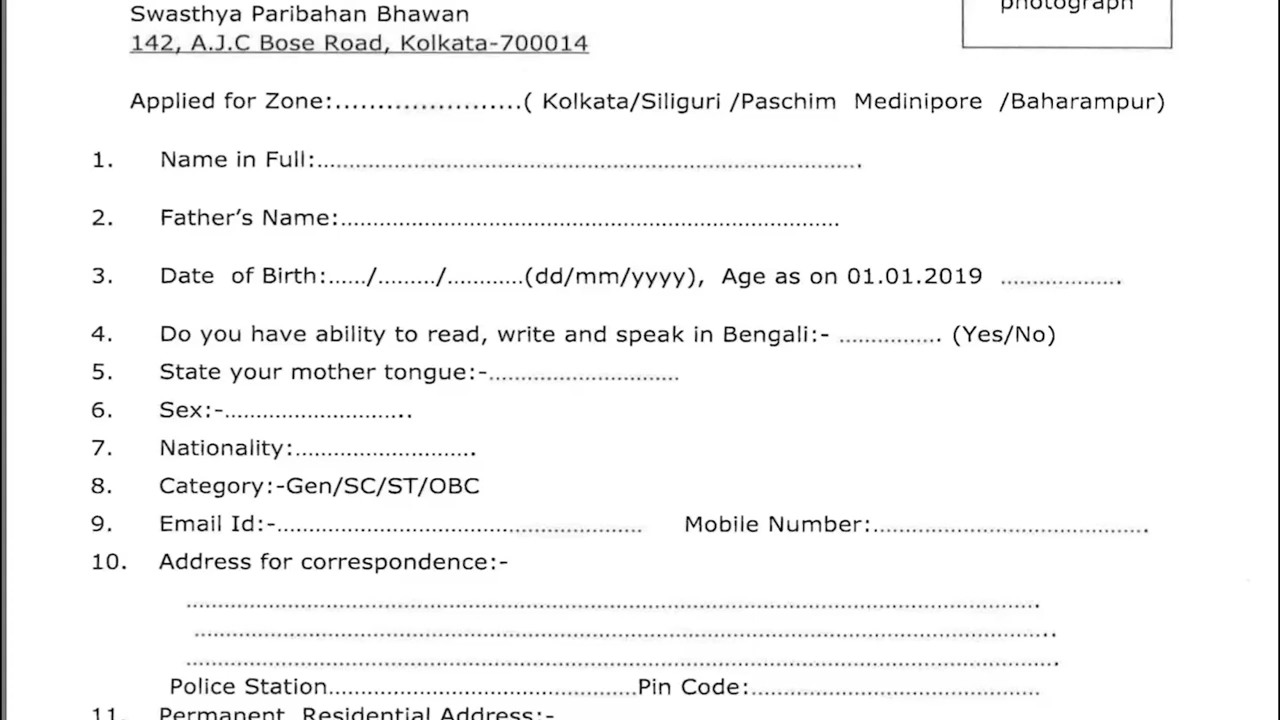 Swasthya Paribahan Bhawan
photograph
142, A.J.C Bose Road, Kolkata-700014
Applied for Zone:......................( Kolkata/Siliguri /Paschim Medinipore /Baharampur)
1. Name in Full:.......................................................................................
2. Father's Name:................................................................................
3. Date of Birth:....../........./............(dd/mm/yyyy), Age as on 01.01.2019 ...................
4. Do you have ability to read, write and speak in Bengali:- ................ (Yes/No)
5. State your mother tongue:-..............................
6. Sex:-..............................
7. Nationality:.............................
8. Category:-Gen/SC/ST/OBC
9. Email Id:-.......................................................... Mobile Number:............................................
10. Address for correspondence:-
........................................................................................................................................
........................................................................................................................................
............................................................................................................................................
Police Station.................................................Pin Code:..............................................
11. Permanent Residential Address:-